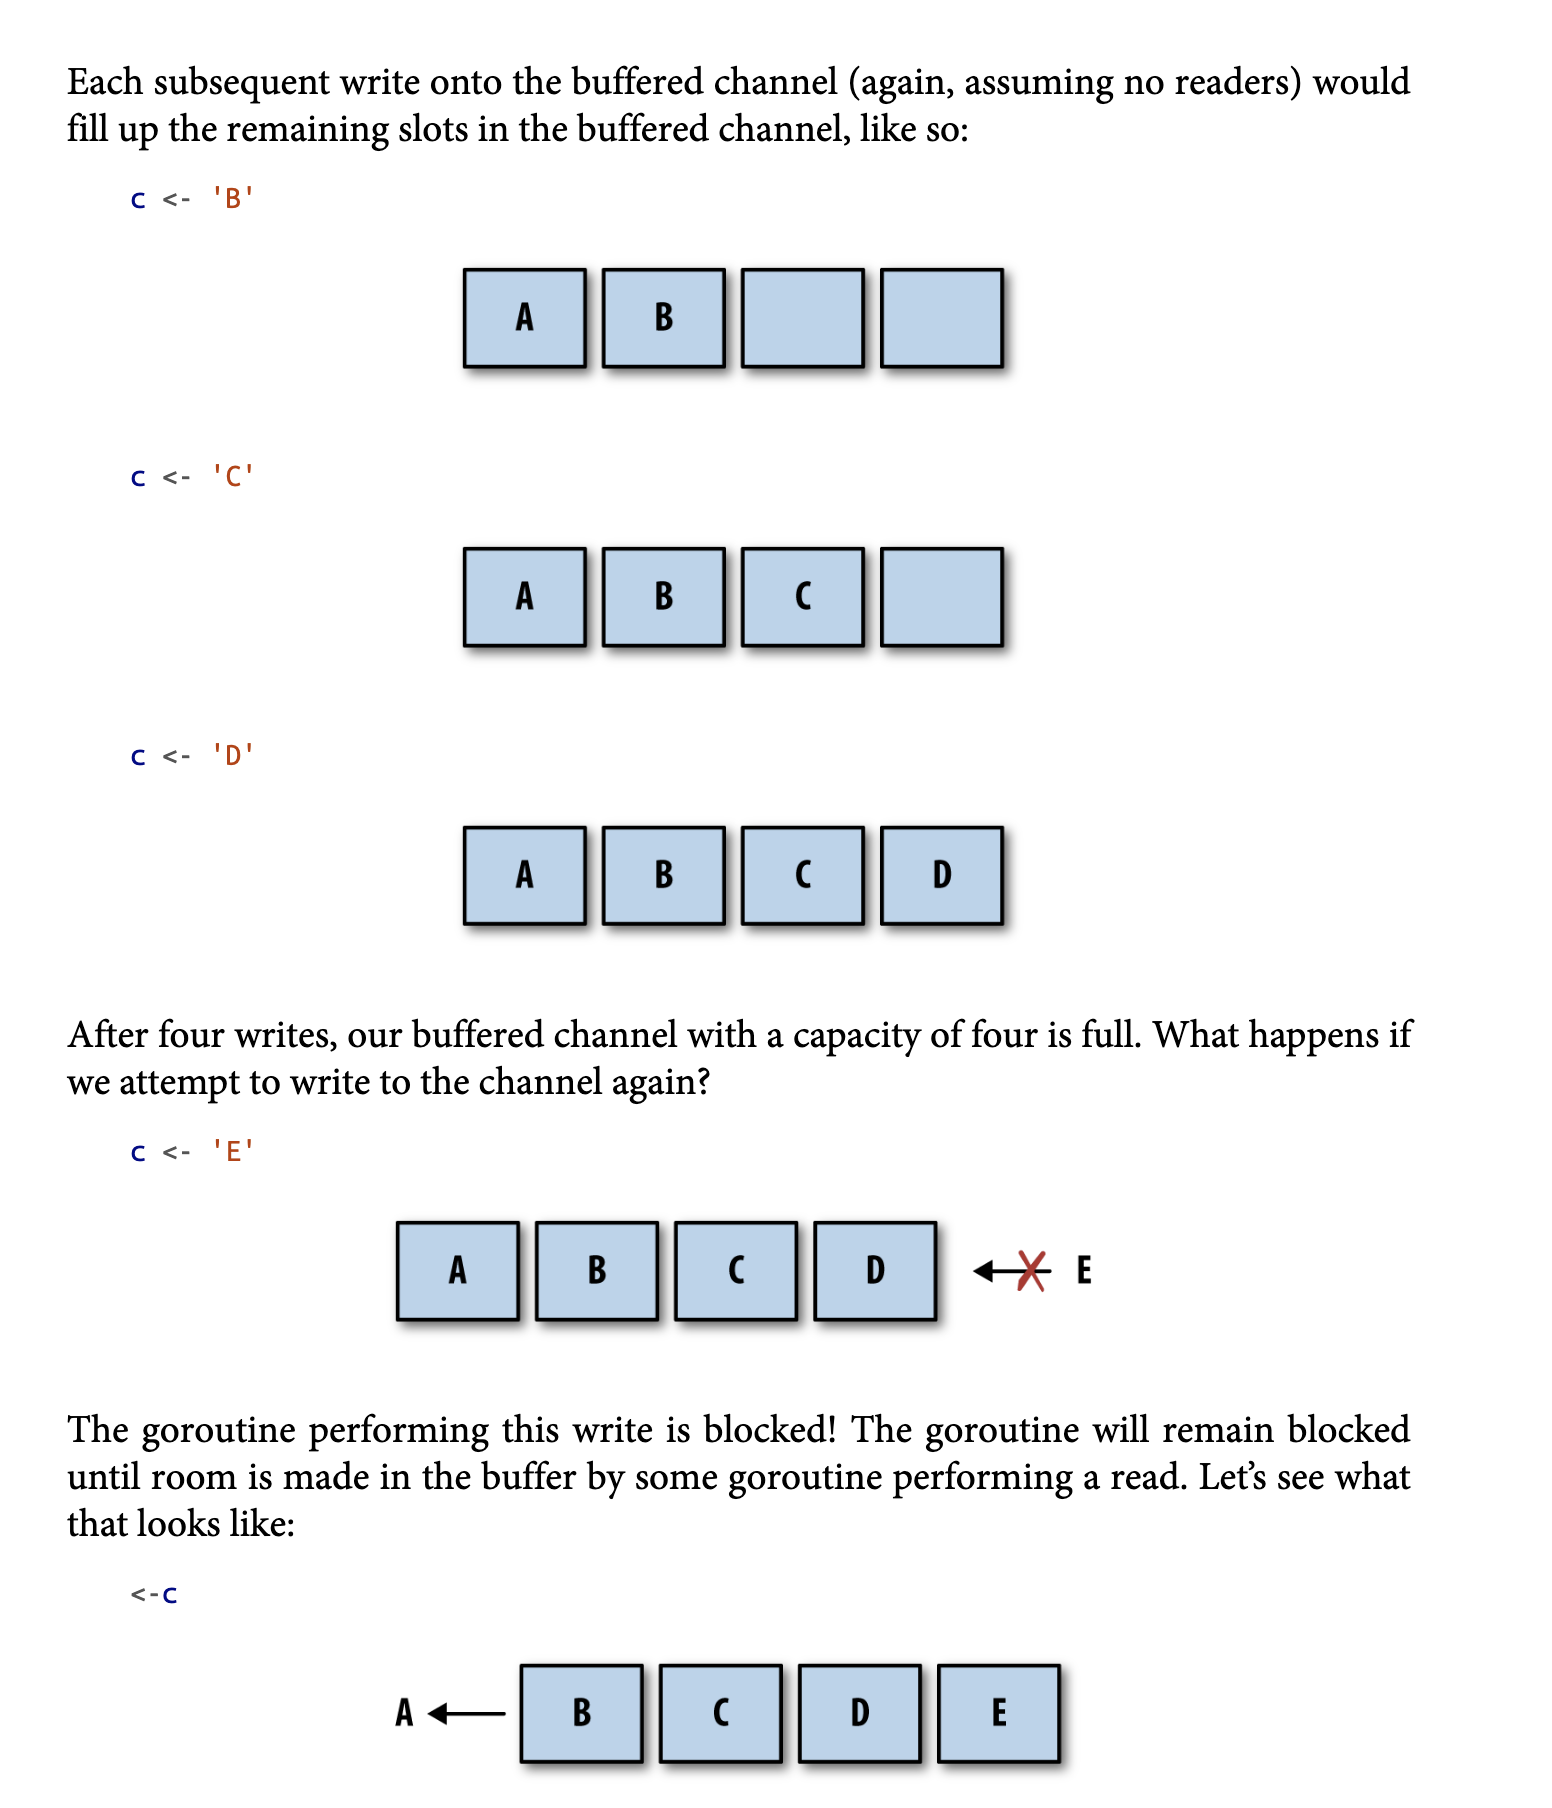 Each subsequent write onto the buffered channel (again, assuming no readers) would
fill up the remaining slots in the buffered channel, like so:
c <- 'B'
A B
c <- 'C'
A B C
c <- 'D'
A B C D
After four writes, our buffered channel with a capacity of four is full. What happens if
we attempt to write to the channel again?
c <- 'E'
A B C D E
The goroutine performing this write is blocked! The goroutine will remain blocked
until room is made in the buffer by some goroutine performing a read. Let’s see what
that looks like:
<-c
A B C D E